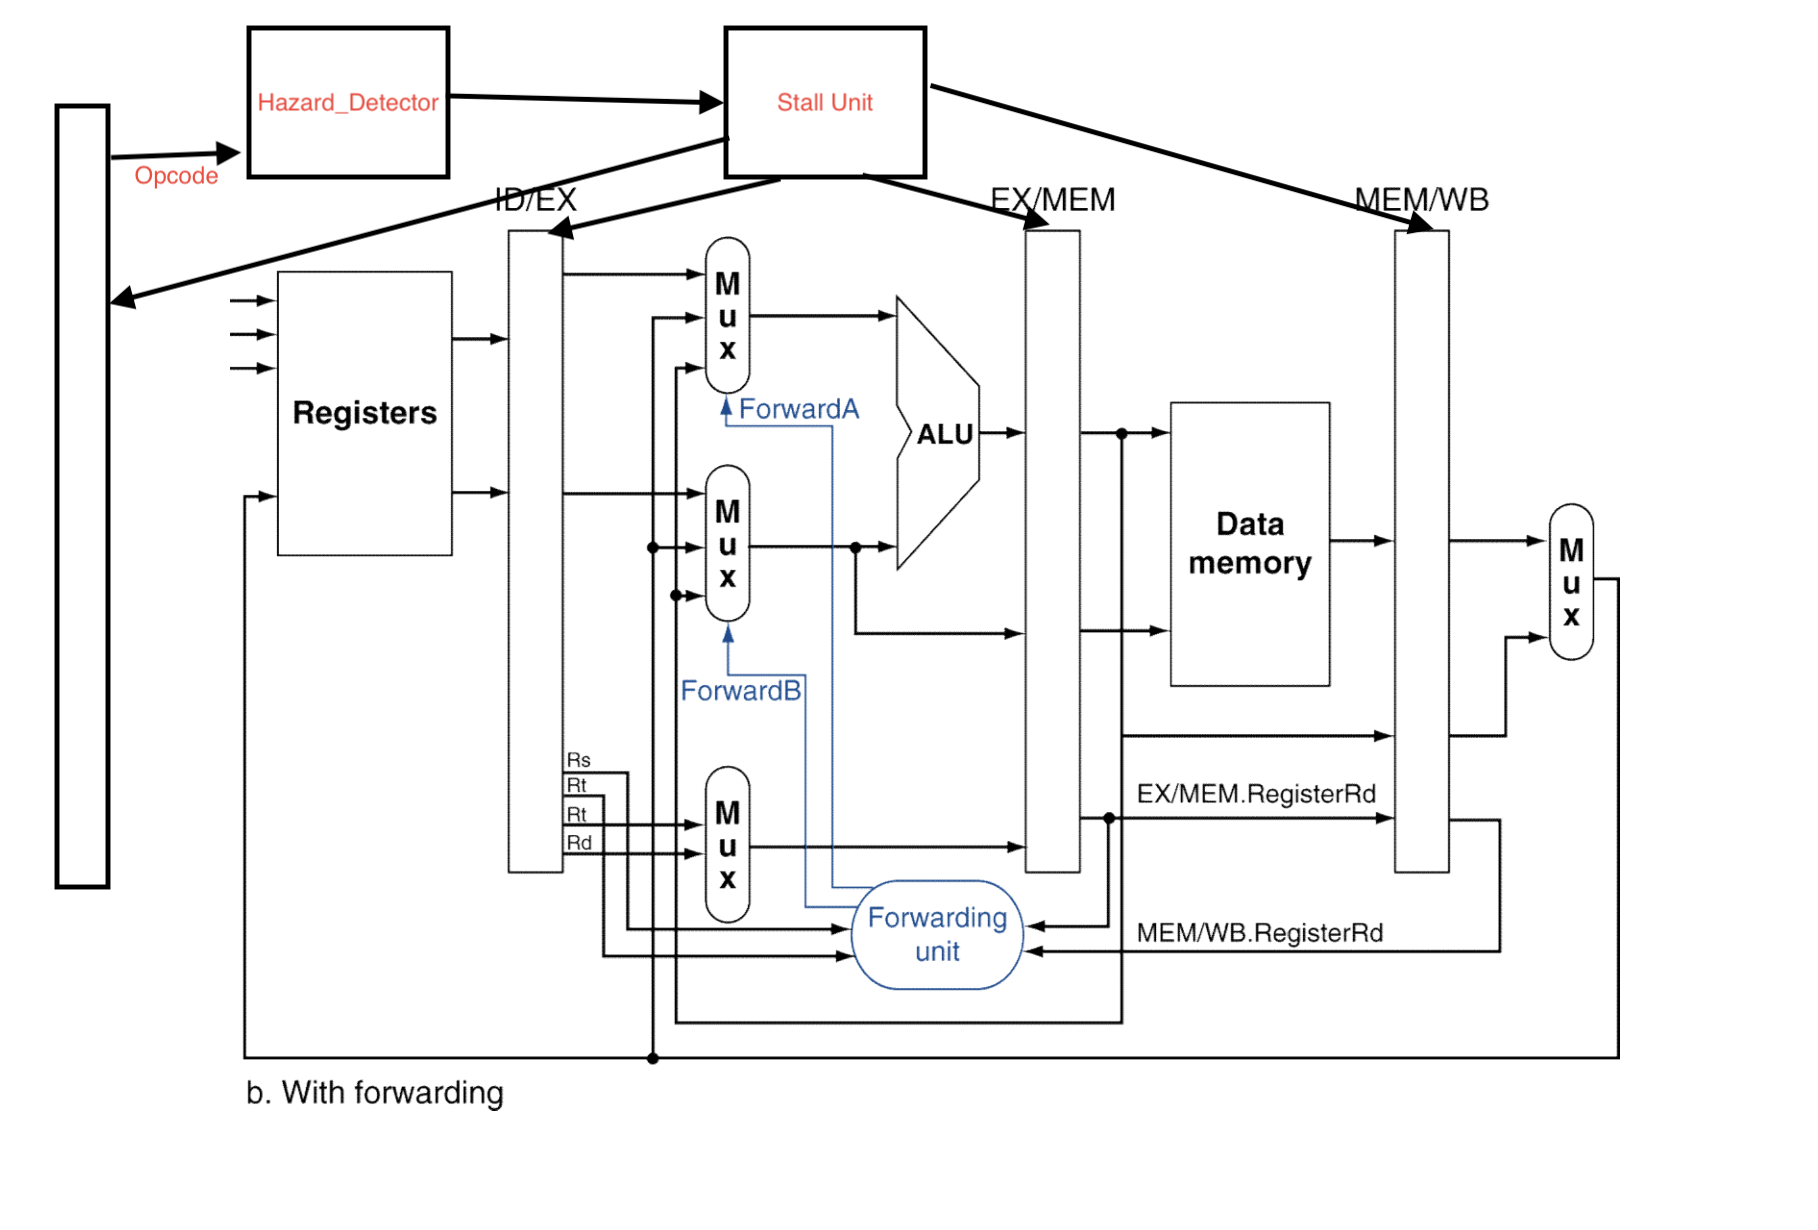 Hazard_Detector
Stall Unit
Opcode
ID/EX
EX/MEM
MEM/WB
M
u
x
Registers
ForwardA
ALU
M
u
x
Data
memory
M
u
x
ForwardB
Rs
Rt
Rt
Rd
M
u
x
EX/MEM.RegisterRd
Forwarding
unit
MEM/WB.RegisterRd
b. With forwarding